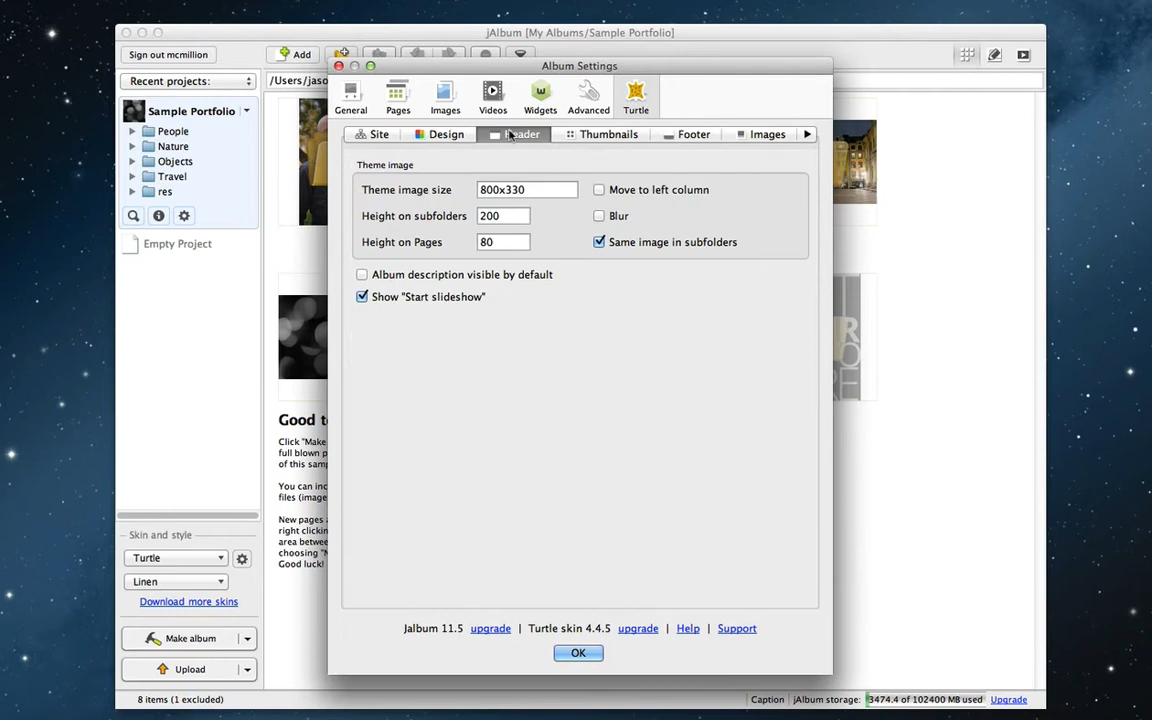 jAlbum [My Albums/Sample Portfolio]
Sign out mcmillion
Add
Recent projects:
/Users/jaso
Sample Portfolio
People
Nature
Objects
Travel
res
Empty Project
Album Settings
General
Pages
Images
Videos
Widgets
Advanced
Turtle
Site
Design
Header
Thumbnails
Footer
Images
Theme image
Theme image size
800x330
Move to left column
Height on subfolders
200
Blur
Height on Pages
80
Same image in subfolders
Album description visible by default
Show "Start slideshow"
Jalbum 11.5 upgrade | Turtle skin 4.4.5 upgrade | Help | Support
OK
Good to
Click "Make
full blown p
of this samp
You can inc
files (image
New pages a
right clickin
area betwee
choosing "N
Good luck!
Skin and style
Turtle
Linen
Download more skins
Make album
Upload
8 items (1 excluded)
Caption
jAlbum storage:
3474.4 of 102400 MB used
Upgrade